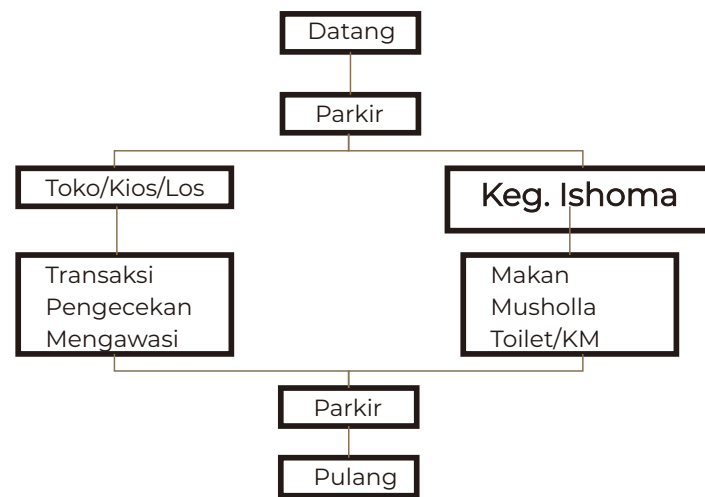 Datang
Parkir
Toko/Kios/Los
Keg. Ishoma
Transaksi
Pengecekan
Mengawasi
Makan
Musholla
Toilet/KM
Parkir
Pulang